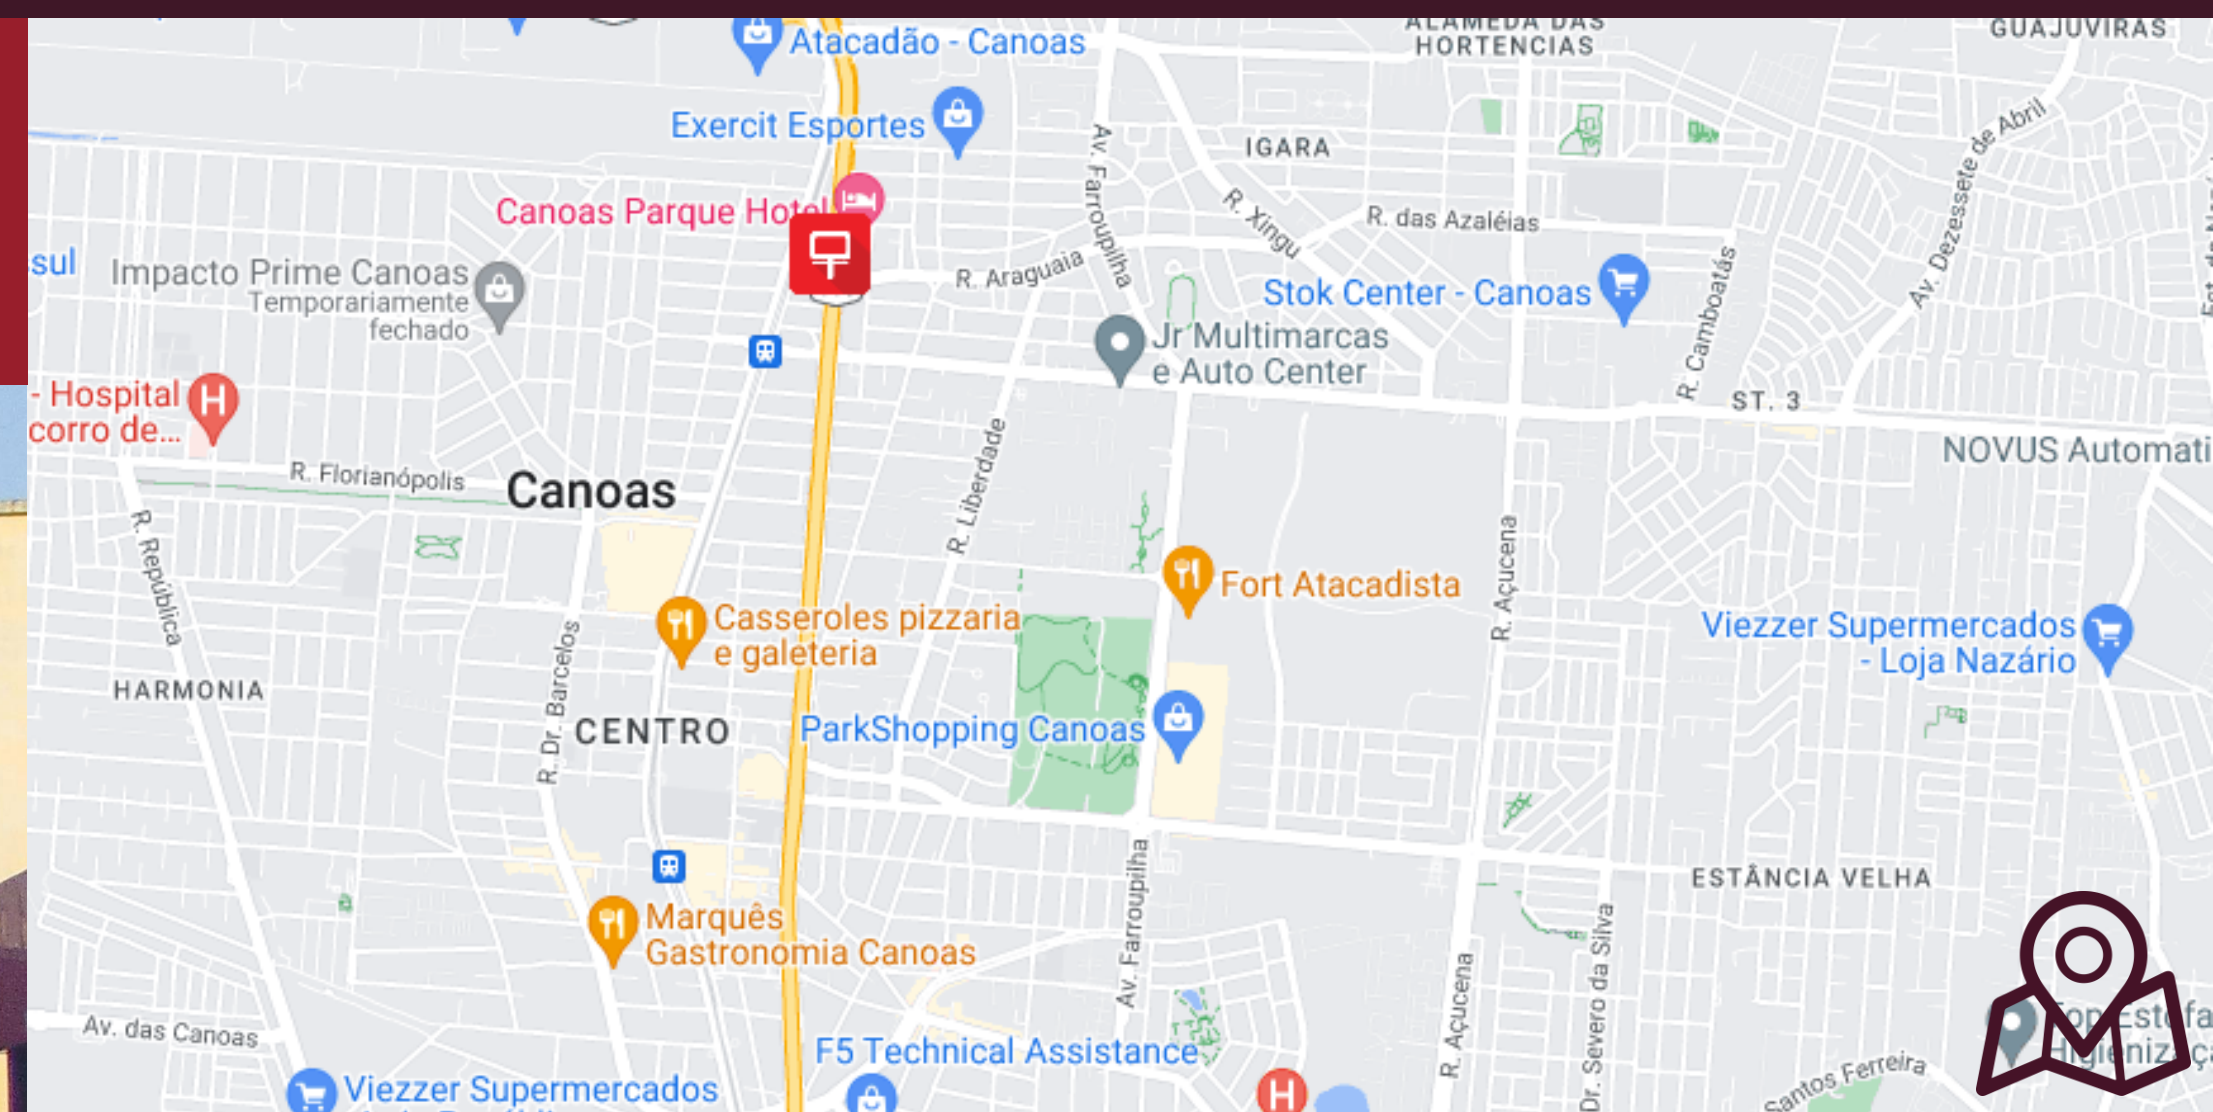 ALAMEDA DAS
HORTENCIAS
GUAJUVIRAS
Atacadão - Canoas
Exercit Esportes
Av. Farroupilha
IGARA
Av. Dezessete de Abril
Canoas Parque Hotel
R. Xingu
R. das Azaléias
sul
Impacto Prime Canoas
Temporariamente
fechado
R. Araguaia
Stok Center - Canoas
R. Camboatás
Jr Multimarcas
e Auto Center
- Hospital
corro de...
ST. 3
NOVUS Automati
R. Florianópolis
Canoas
R. Liberdade
R. República
R. Açucena
Fort Atacadista
Casseroles pizzaria
e galeteria
Viezzer Supermercados
- Loja Nazário
HARMONIA
R. Dr. Barcelos
CENTRO
ParkShopping Canoas
ESTÂNCIA VELHA
Marquês
Gastronomia Canoas
Av. Farroupilha
R. Açucena
Dr. Severo da Silva
Av. das Canoas
F5 Technical Assistance
Santos Ferreira
Viezzer Supermercados
H
H